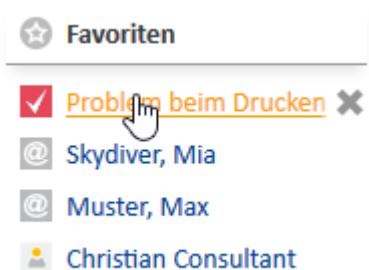 Favoriten
Problem beim Drucken
@ Skydiver, Mia
@ Muster, Max
Christian Consultant